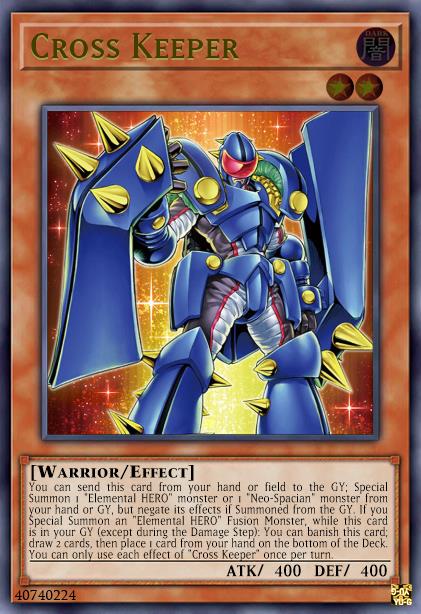 CROSS KEEPER
DARK
闇
[WARRIOR/EFFECT]
You can send this card from your hand or field to the GY; Special
Summon 1 "Elemental HERO" monster or 1 "Neo-Spacian" monster from
your hand or GY, but negate its effects if Summoned from the GY. If you
Special Summon an "Elemental HERO" Fusion Monster, while this card
is in your GY (except during the Damage Step): You can banish this card;
draw 2 cards, then place 1 card from your hand on the bottom of the Deck.
You can only use each effect of "Cross Keeper" once per turn.
ATK/ 400 DEF/ 400
40740224